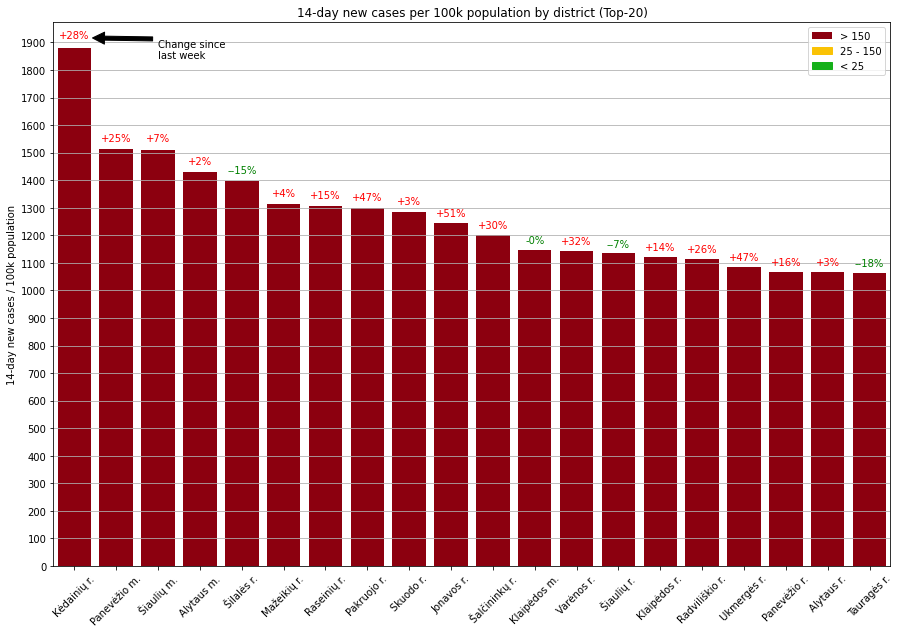 14-day new cases per 100k population by district (Top-20)
14-day new cases / 100k population
1900
1800
1700
1600
1500
1400
1300
1200
1100
1000
900
800
700
600
500
400
300
200
100
0
+28%
Change since
last week
+25%
+7%
+2%
−15%
+4%
+15%
+47%
+3%
+51%
+30%
-0%
+32%
−7%
+14%
+26%
+47%
+16%
+3%
−18%
> 150
25 - 150
< 25
Kėdainių r.
Panevėžio m.
Šiaulių m.
Alytaus m.
Šilalės r.
Mažeikių r.
Raseinių r.
Pakruojo r.
Skuodo r.
Jonavos r.
Šalčininkų r.
Klaipėdos m.
Varėnos r.
Šiaulių r.
Klaipėdos r.
Radviliškio r.
Ukmergės r.
Panevėžio r.
Alytaus r.
Tauragės r.